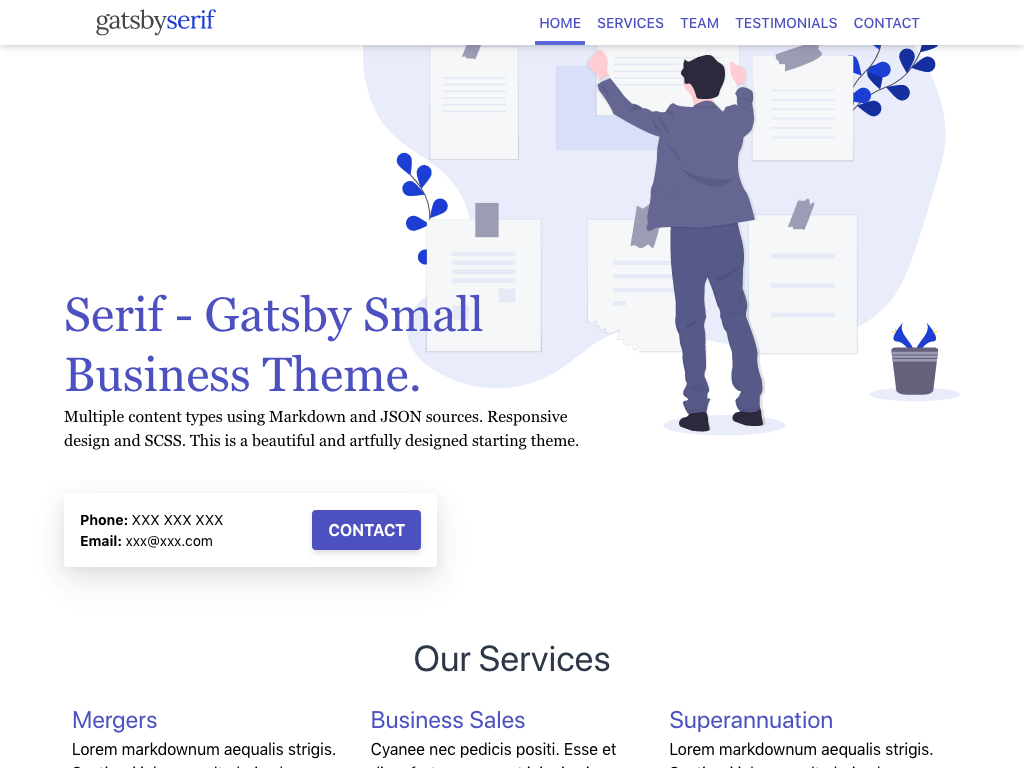 gatsbyserif
HOME SERVICES TEAM TESTIMONIALS CONTACT
Serif - Gatsby Small
Business Theme.
Multiple content types using Markdown and JSON sources. Responsive
design and SCSS. This is a beautiful and artfully designed starting theme.
Phone: XXX XXX XXX
Email: xxx@xxx.com
CONTACT
Our Services
Mergers
Lorem markdownum aequalis strigis.
Business Sales
Cyanee nec pedicis positi. Esse et
Superannuation
Lorem markdownum aequalis strigis.